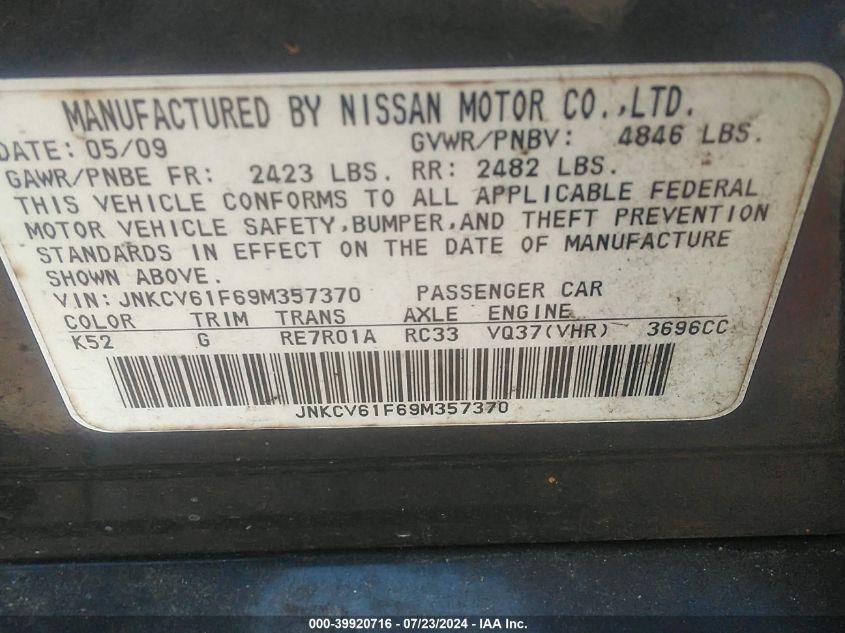 MANUFACTURED BY NISSAN MOTOR CO.,LTD.
DATE: 05/09 GVWR/PNBV: 4846 LBS.
GAWR/PNBE FR: 2423 LBS. RR: 2482 LBS.
THIS VEHICLE CONFORMS TO ALL APPLICABLE FEDERAL
MOTOR VEHICLE SAFETY,BUMPER,AND THEFT PREVENTION
STANDARDS IN EFFECT ON THE DATE OF MANUFACTURE
SHOWN ABOVE.
VIN: JNKCV61F69M357370 PASSENGER CAR
COLOR TRIM TRANS AXLE ENGINE
K52 G RE7R01A RC33 VQ37(VHR) 3696CC
JNKCV61F69M357370
000-39920716 - 07/23/2024 - IAA Inc.